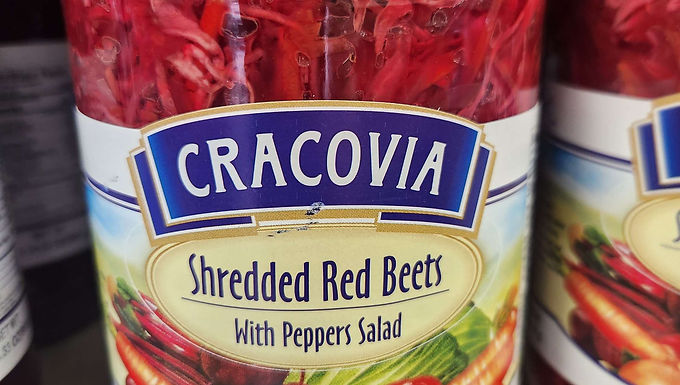 CRACOVIA
Shredded Red Beets
With Peppers Salad